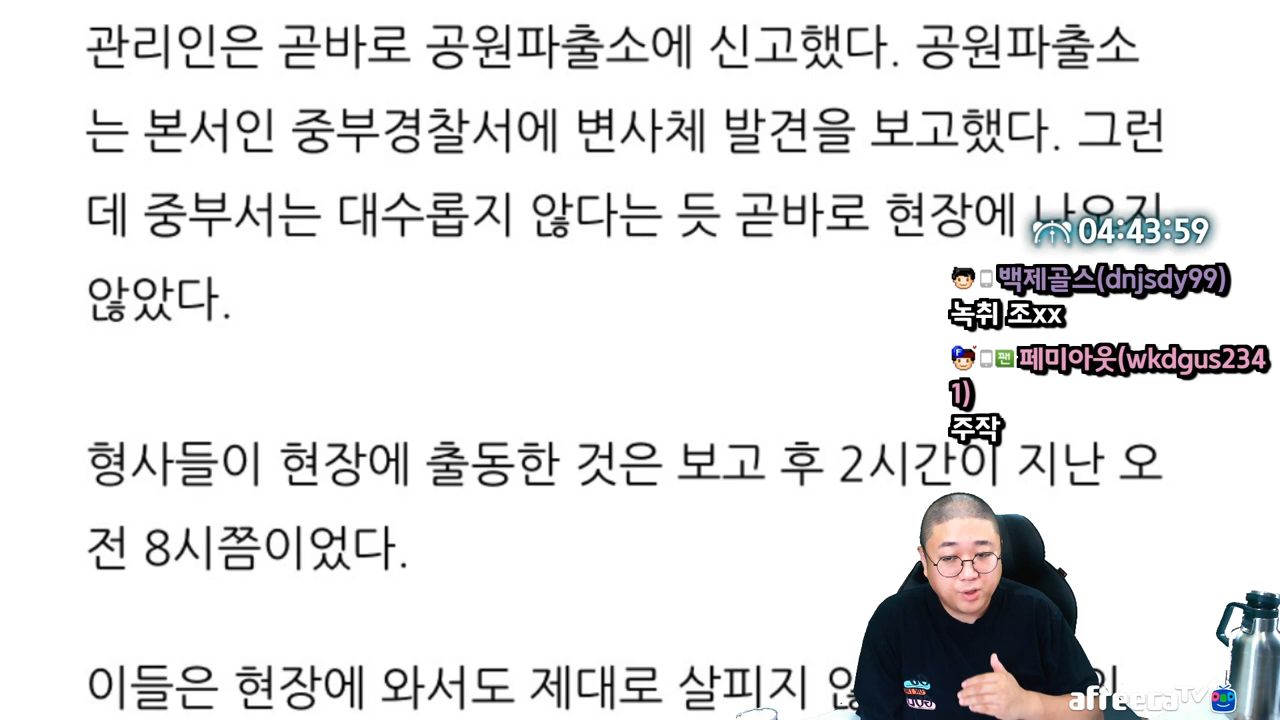 관리인은 곧바로 공원파출소에 신고했다. 공원파출소
는 본서인 중부경찰서에 변사체 발견을 보고했다. 그런
데 중부서는 대수롭지 않다는 듯 곧바로 현장에 나오지
않았다.
04:43:59
백제골스(dnjsdy99)
녹취 조xx
페미아웃(wkdgus234
1)
주작
형사들이 현장에 출동한 것은 보고 후 2시간이 지난 오
전 8시쯤이었다.
이들은 현장에 와서도 제대로 살피지
afreecaTV